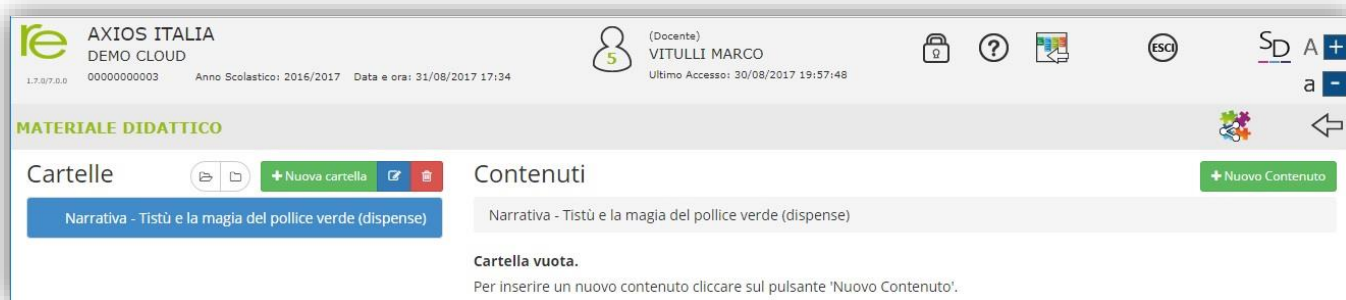 re
AXIOS ITALIA
DEMO CLOUD
1.7.0/7.0.0
00000000003 Anno Scolastico: 2016/2017 Data e ora: 31/08/2017 17:34
5
(Docente)
VITULLI MARCO
Ultimo Accesso: 30/08/2017 19:57:48
?
ESCI
SD
A +
a -
MATERIALE DIDATTICO
Cartelle
+ Nuova cartella
Narrativa - Tistù e la magia del pollice verde (dispense)
Contenuti
+ Nuovo Contenuto
Narrativa - Tistù e la magia del pollice verde (dispense)
Cartella vuota.
Per inserire un nuovo contenuto cliccare sul pulsante 'Nuovo Contenuto'.